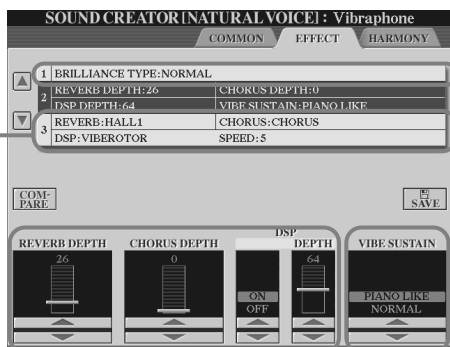 SOUND CREATOR [NATURAL VOICE] : Vibraphone
COMMON EFFECT HARMONY
1 BRILLIANCE TYPE:NORMAL
2 REVERB DEPTH:26 CHORUS DEPTH:0
DSP DEPTH:64 VIBE SUSTAIN:PIANO LIKE
3 REVERB:HALL1 CHORUS:CHORUS
DSP:VIBEROTOR SPEED:5
COM-
PARE
SAVE
DSP
REVERB DEPTH CHORUS DEPTH DEPTH VIBE SUSTAIN
26 0 64
ON PIANO LIKE
OFF NORMAL